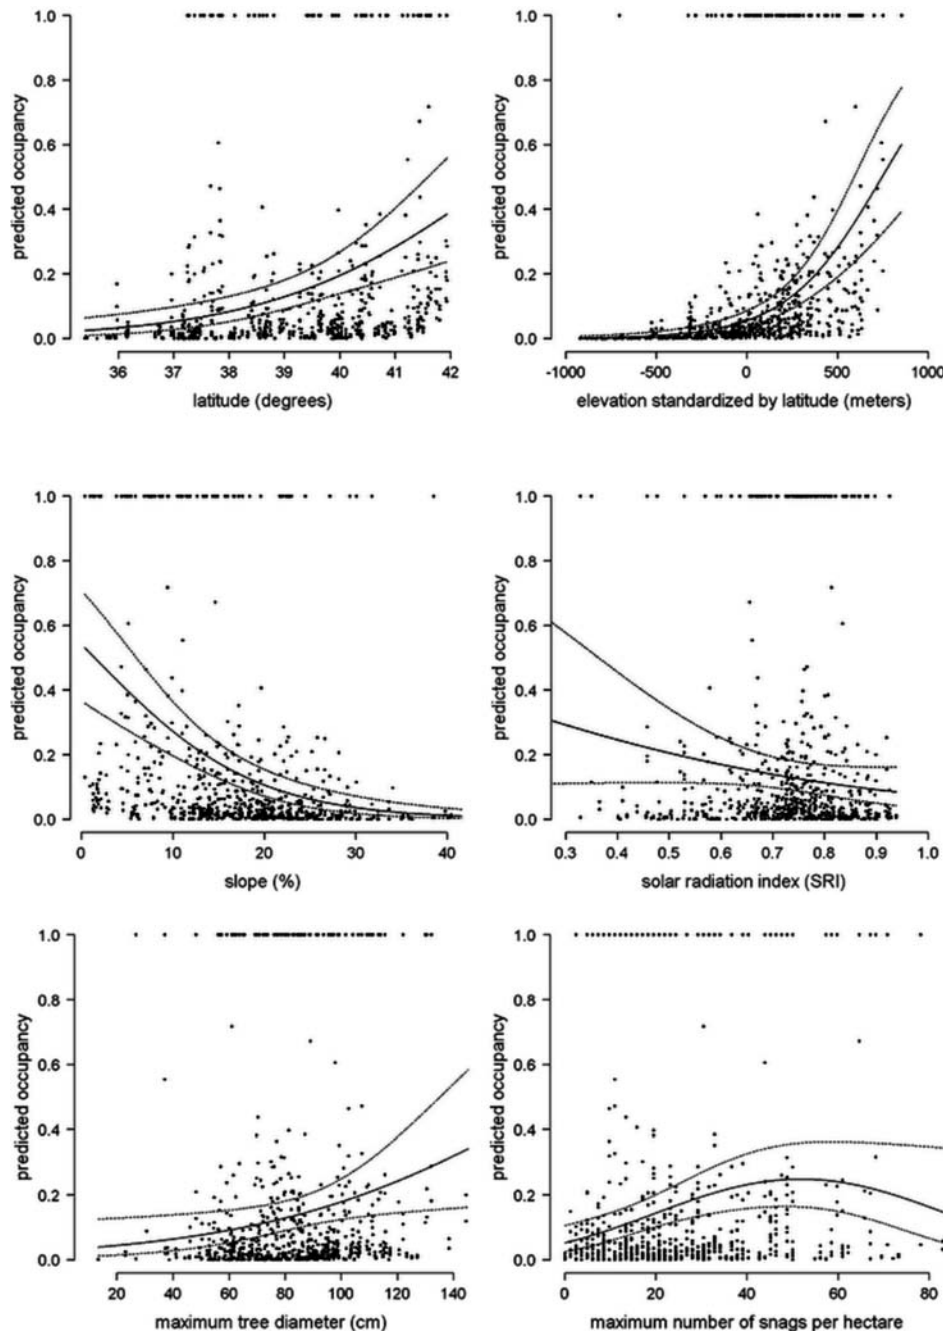 1.0
0.8
0.6
0.4
0.2
0.0
predicted occupancy
36 37 38 39 40 41 42
latitude (degrees)
1.0
0.8
0.6
0.4
0.2
0.0
predicted occupancy
-1000 -500 0 500 1000
elevation standardized by latitude (meters)
1.0
0.8
0.6
0.4
0.2
0.0
predicted occupancy
0 10 20 30 40
slope (%)
1.0
0.8
0.6
0.4
0.2
0.0
predicted occupancy
0.3 0.4 0.5 0.6 0.7 0.8 0.9 1.0
solar radiation index (SRI)
1.0
0.8
0.6
0.4
0.2
0.0
predicted occupancy
20 40 60 80 100 120 140
maximum tree diameter (cm)
1.0
0.8
0.6
0.4
0.2
0.0
predicted occupancy
0 20 40 60 80
maximum number of snags per hectare